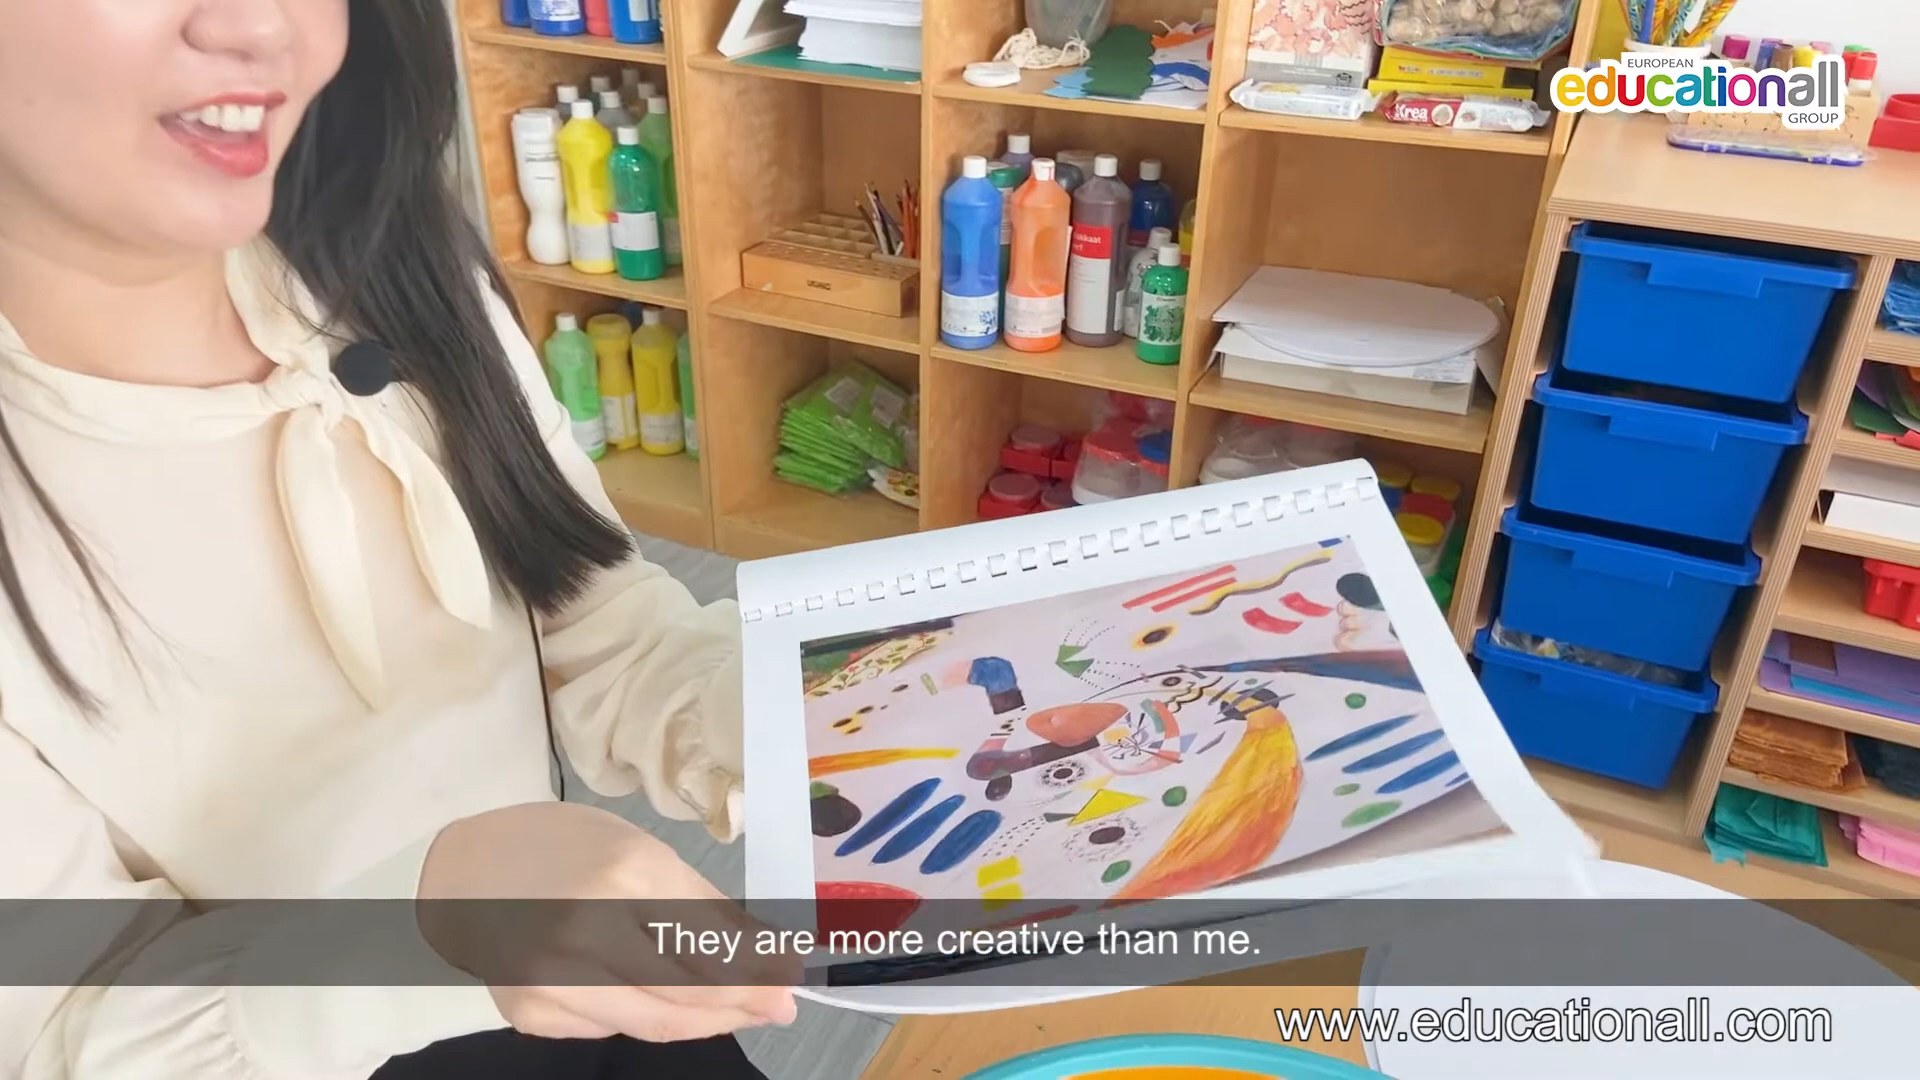 EUROPEAN
educationall
GROUP
Krea
They are more creative than me.
www.educationall.com